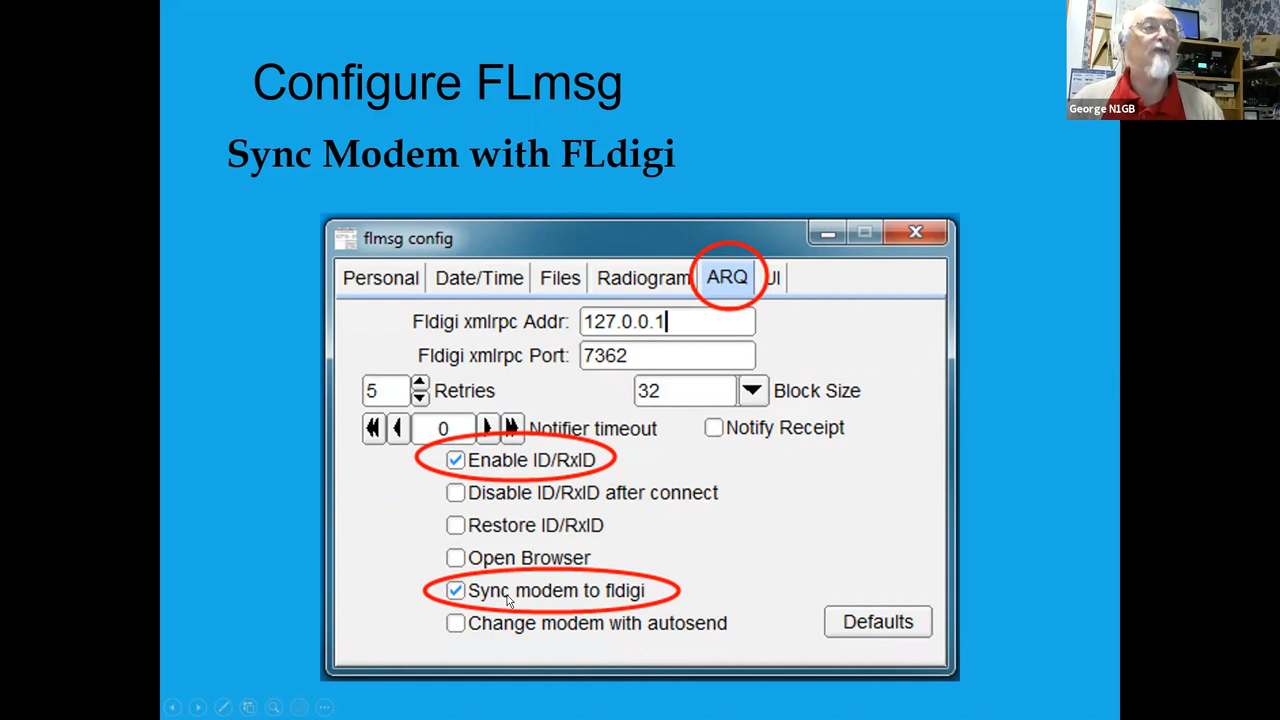 Configure FLmsg
George N1GB
Sync Modem with FLdigi
flmsg config
Personal Date/Time Files Radiogram ARQ UI
Fldigi xmlrpc Addr: 127.0.0.1
Fldigi xmlrpc Port: 7362
5 Retries 32 Block Size
0 Notifier timeout Notify Receipt
Enable ID/RxID
Disable ID/RxID after connect
Restore ID/RxID
Open Browser
Sync modem to fldigi
Change modem with autosend
Defaults